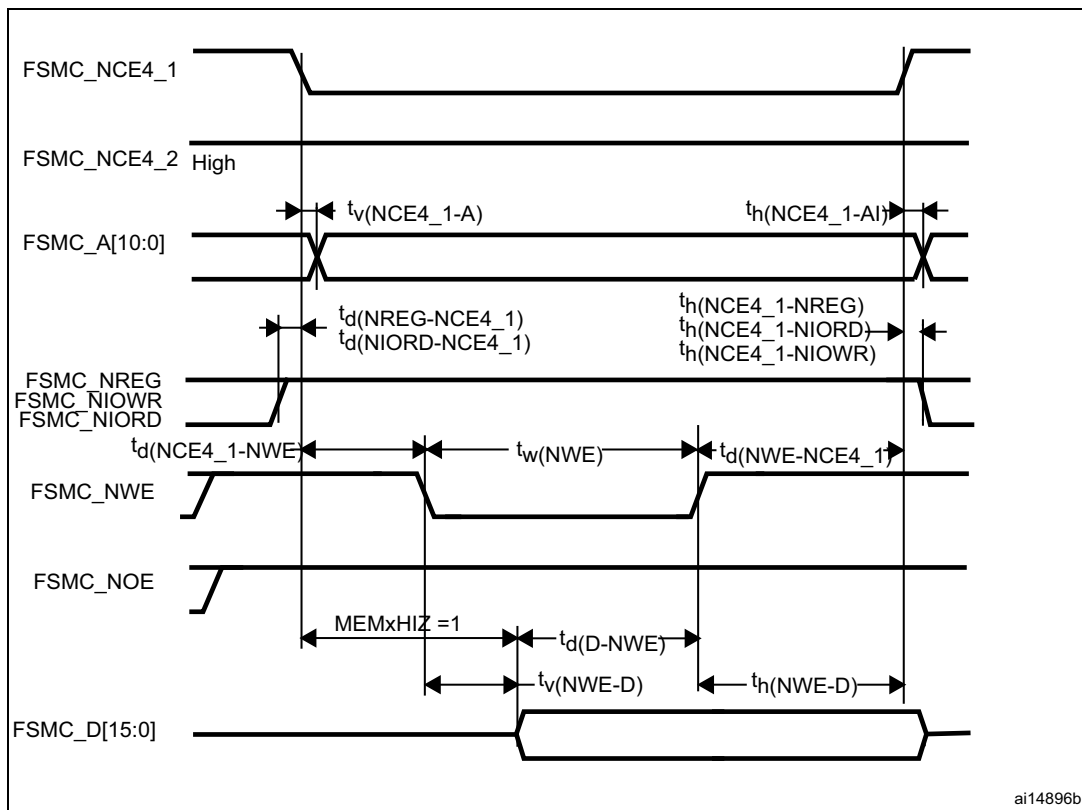 FSMC_NCE4_1
FSMC_NCE4_2 High
tv(NCE4_1-A)
th(NCE4_1-AI)
FSMC_A[10:0]
td(NREG-NCE4_1)
td(NIORD-NCE4_1)
th(NCE4_1-NREG)
th(NCE4_1-NIORD)
th(NCE4_1-NIOWR)
FSMC_NREG
FSMC_NIOWR
FSMC_NIORD
td(NCE4_1-NWE)
tw(NWE)
td(NWE-NCE4_1)
FSMC_NWE
FSMC_NOE
MEMxHIZ =1
td(D-NWE)
tv(NWE-D)
th(NWE-D)
FSMC_D[15:0]
ai14896b